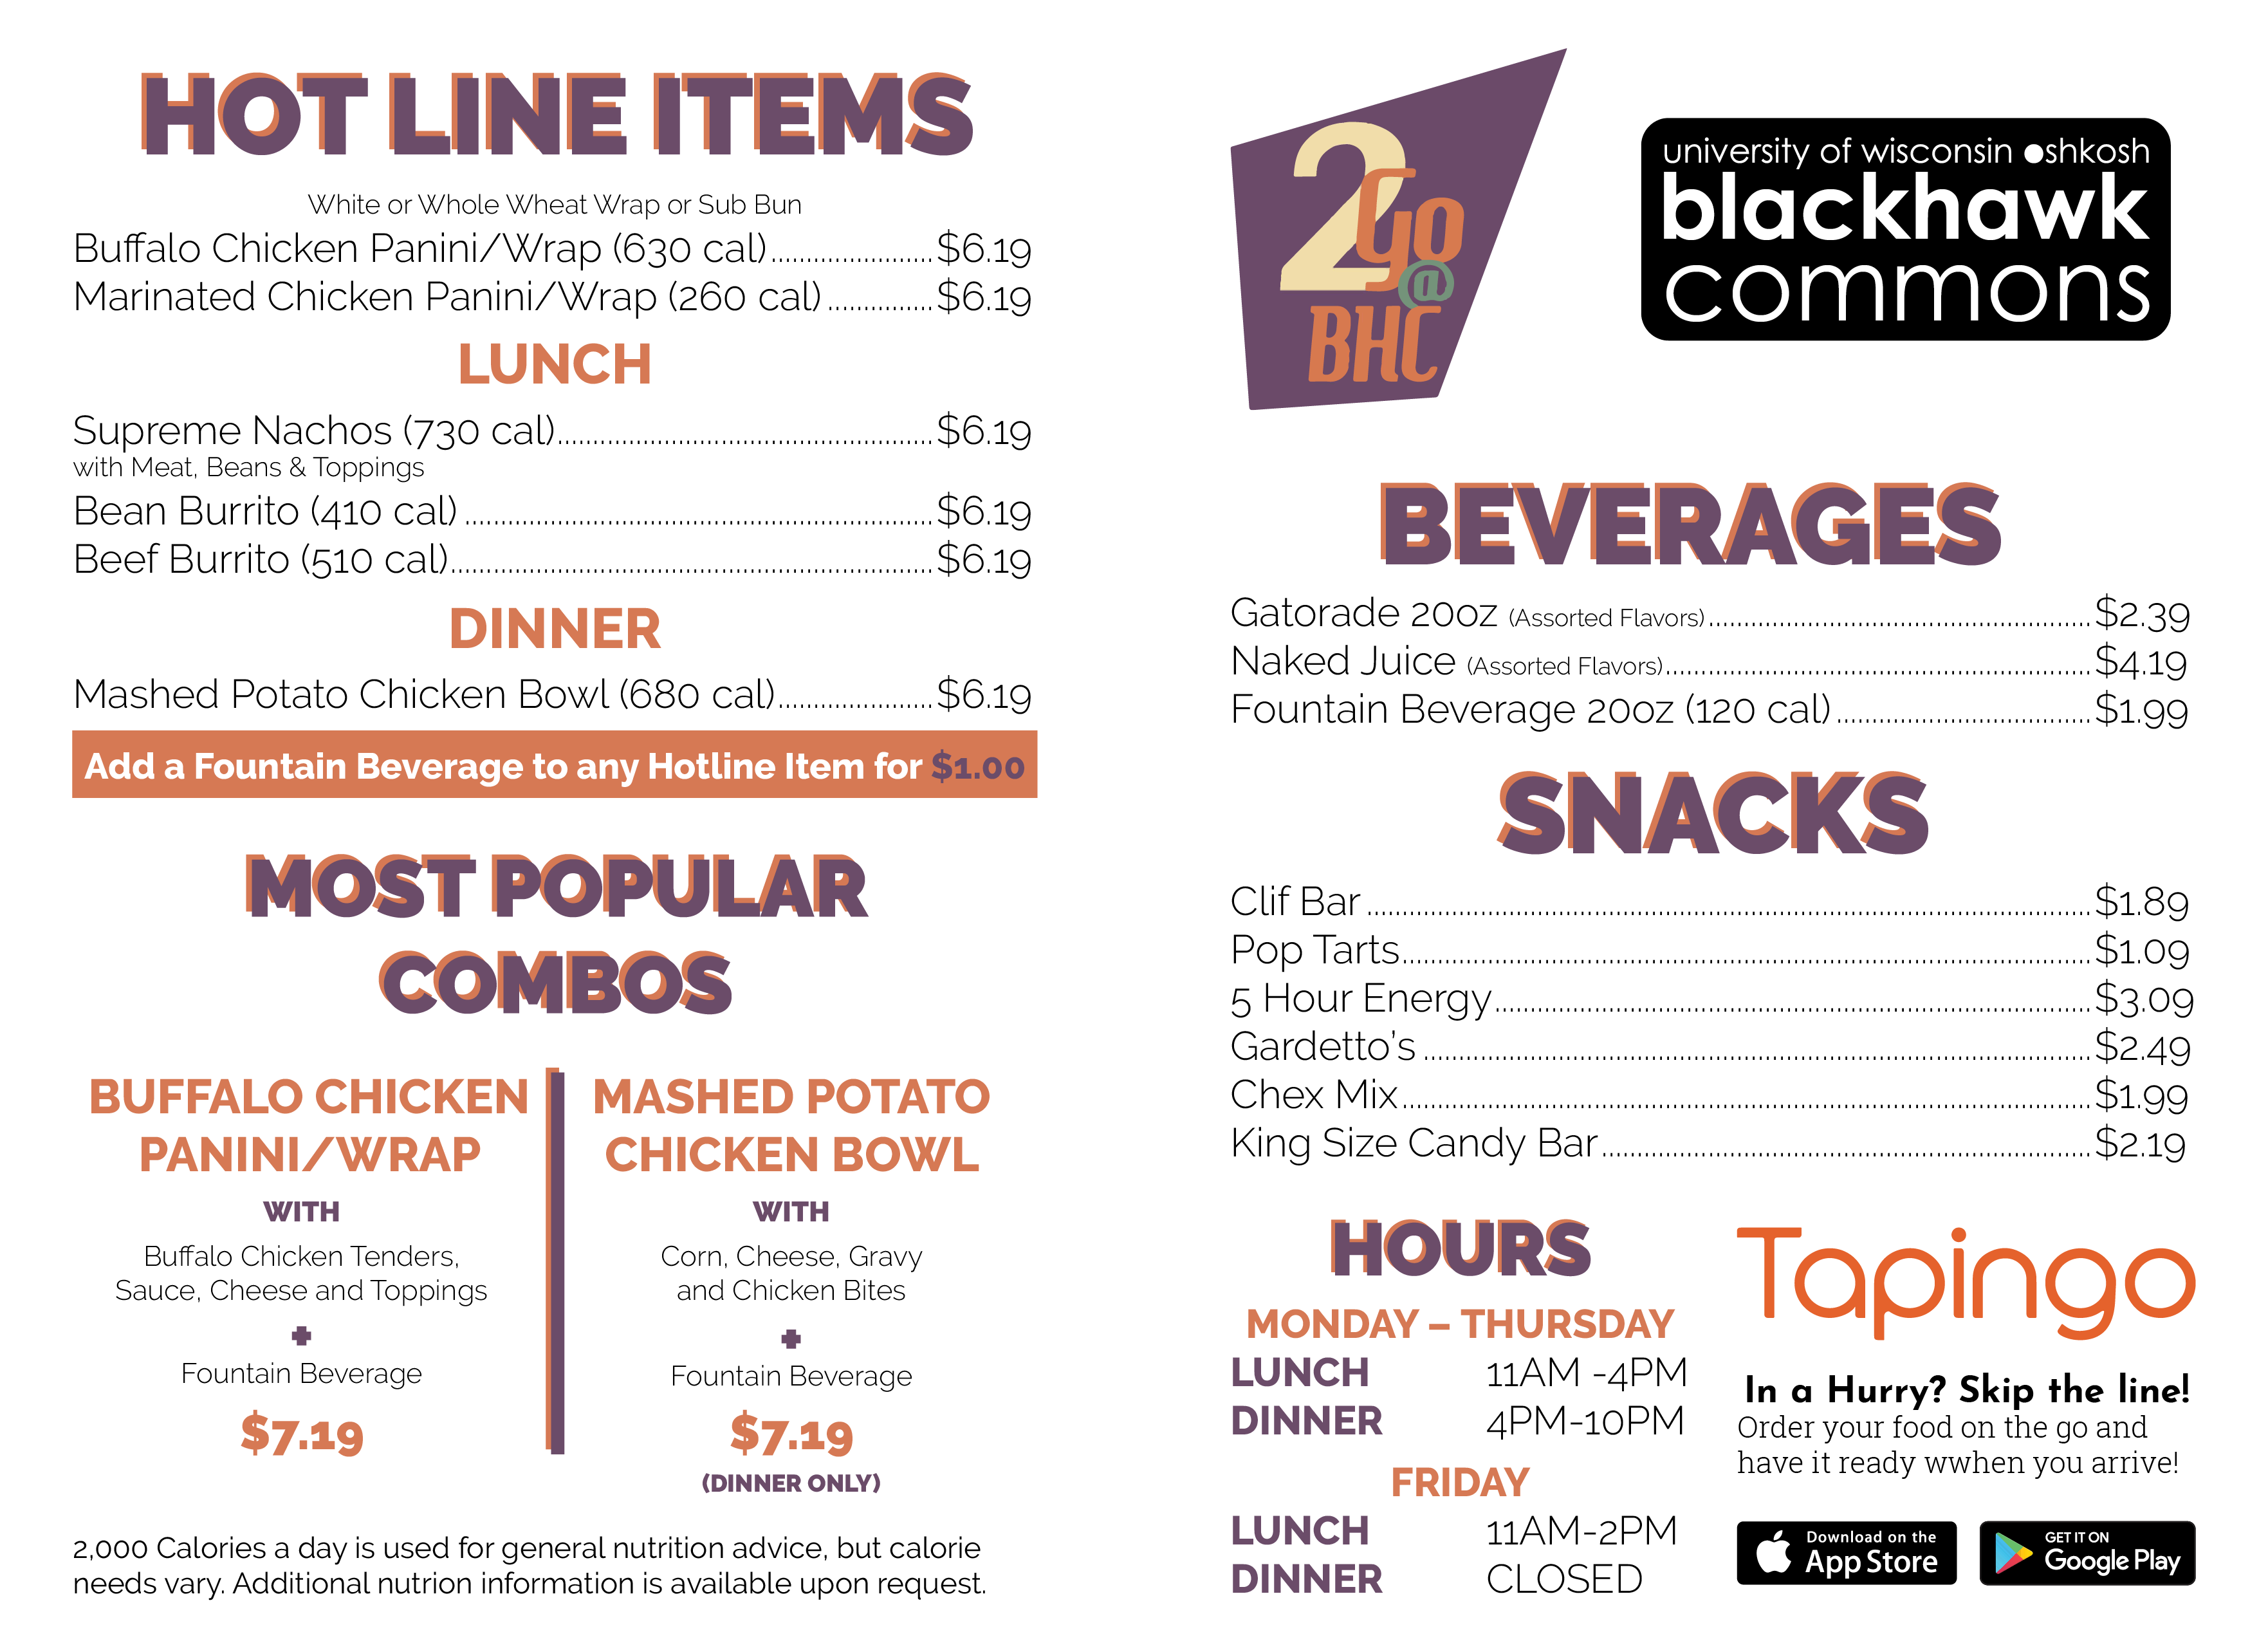 HOT LINE ITEMS
White or Whole Wheat Wrap or Sub Bun
Buffalo Chicken Panini/Wrap (630 cal)........................$6.19
Marinated Chicken Panini/Wrap (260 cal)...............$6.19
LUNCH
Supreme Nachos (730 cal)......................................................$6.19
with Meat, Beans & Toppings
Bean Burrito (410 cal)...................................................................$6.19
Beef Burrito (510 cal).....................................................................$6.19
DINNER
Mashed Potato Chicken Bowl (680 cal)......................$6.19
Add a Fountain Beverage to any Hotline Item for $1.00
MOST POPULAR
COMBOS
BUFFALO CHICKEN
PANINI/WRAP
WITH
Buffalo Chicken Tenders,
Sauce, Cheese and Toppings
+
Fountain Beverage
$7.19
MASHED POTATO
CHICKEN BOWL
WITH
Corn, Cheese, Gravy
and Chicken Bites
+
Fountain Beverage
$7.19
(DINNER ONLY)
2,000 Calories a day is used for general nutrition advice, but calorie
needs vary. Additional nutrion information is available upon request.
2go
@
BHC
university of wisconsin oshkosh
blackhawk
commons
BEVERAGES
Gatorade 20oz (Assorted Flavors).......................................................$2.39
Naked Juice (Assorted Flavors).............................................................$4.19
Fountain Beverage 20oz (120 cal)....................................$1.99
SNACKS
Clif Bar.......................................................................................................$1.89
Pop Tarts..................................................................................................$1.09
5 Hour Energy.....................................................................................$3.09
Gardetto's...............................................................................................$2.49
Chex Mix..................................................................................................$1.99
King Size Candy Bar......................................................................$2.19
HOURS
MONDAY – THURSDAY
LUNCH 11AM -4PM
DINNER 4PM-10PM
FRIDAY
LUNCH 11AM-2PM
DINNER CLOSED
Tapingo
In a Hurry? Skip the line!
Order your food on the go and
have it ready wwhen you arrive!
Download on the
App Store
GET IT ON
Google Play